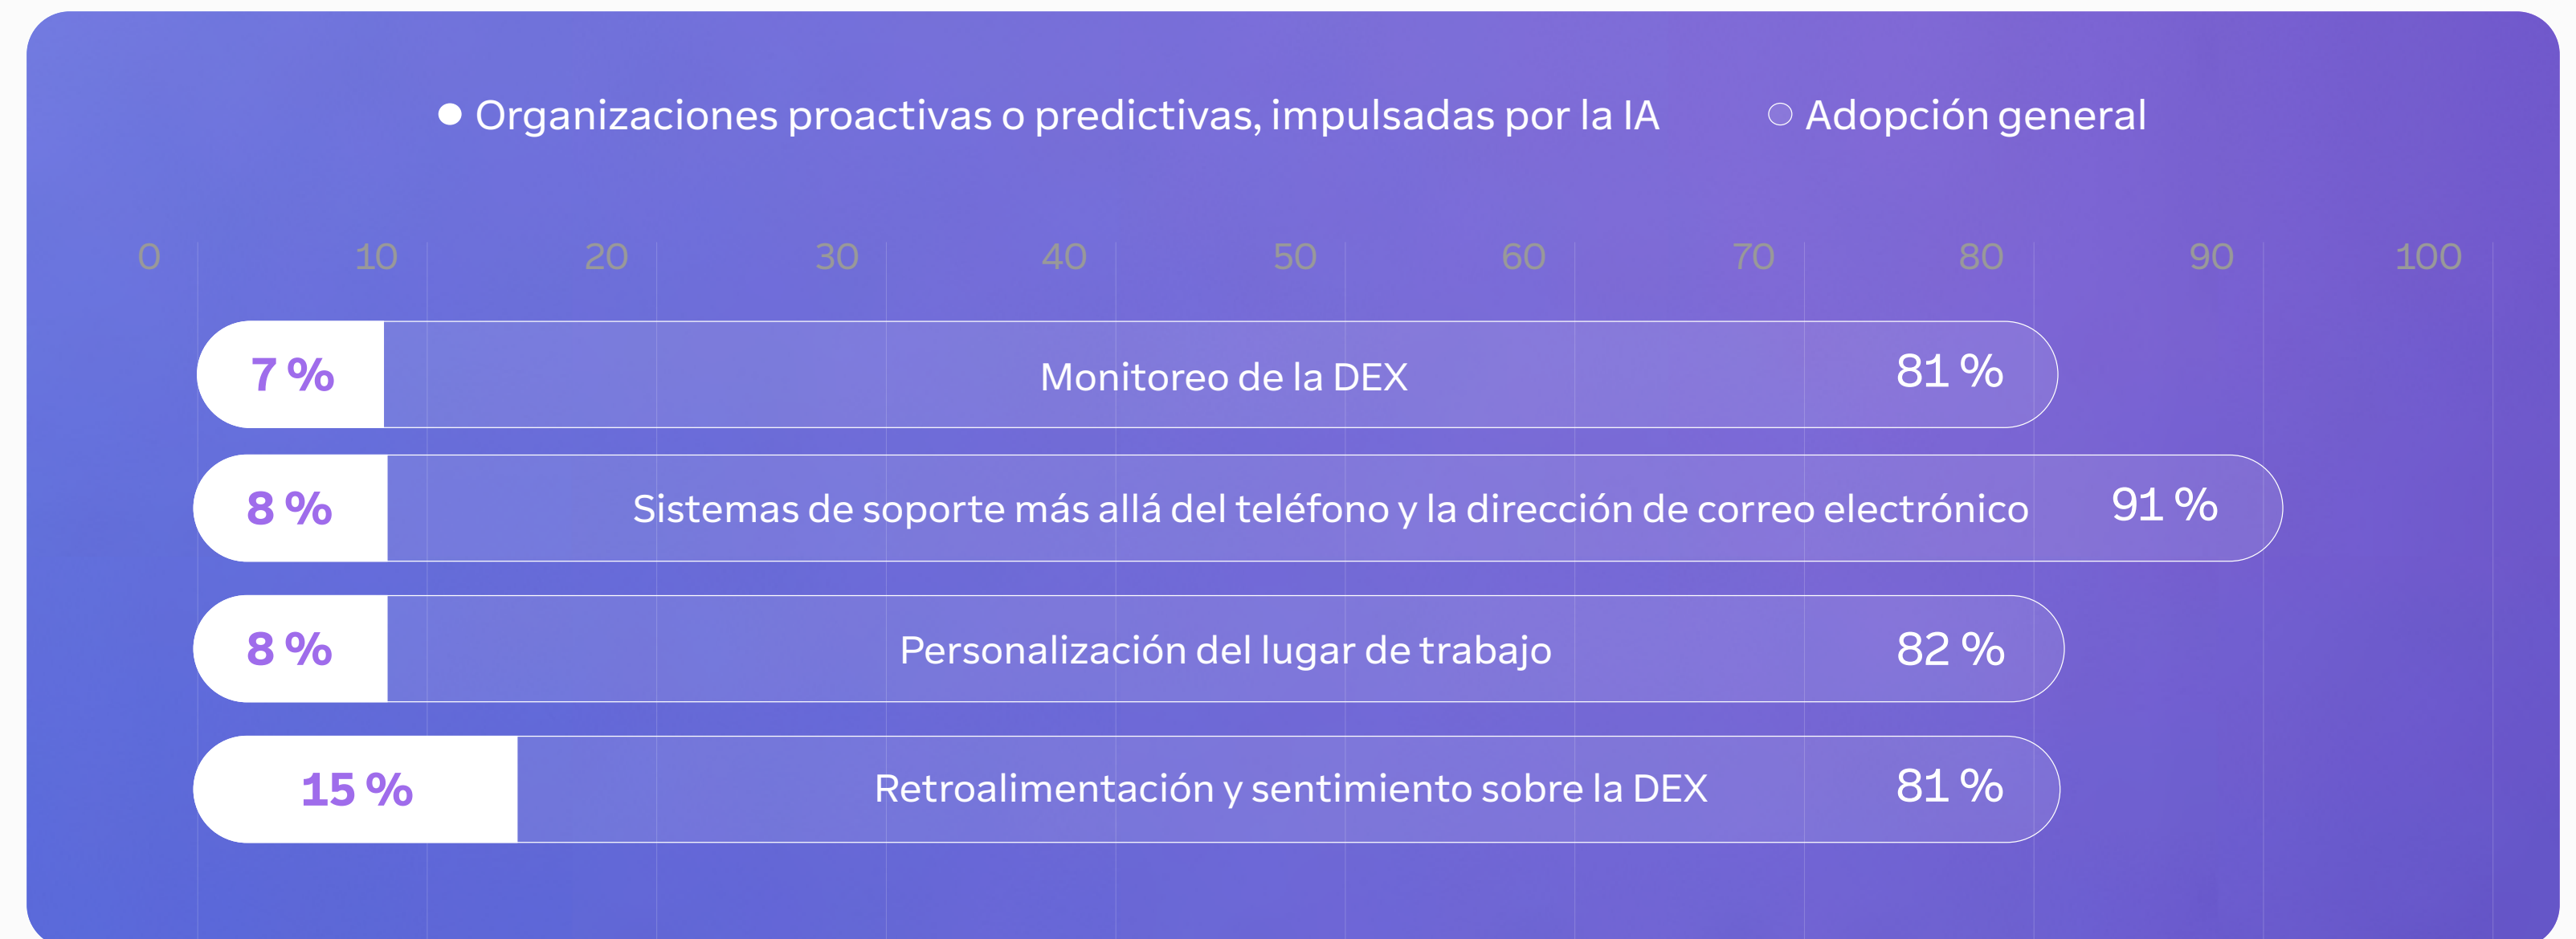 Organizaciones proactivas o predictivas, impulsadas por la IA Adopción general
0 10 20 30 40 50 60 70 80 90 100
7 % Monitoreo de la DEX 81 %
8 % Sistemas de soporte más allá del teléfono y la dirección de correo electrónico 91 %
8 % Personalización del lugar de trabajo 82 %
15 % Retroalimentación y sentimiento sobre la DEX 81 %